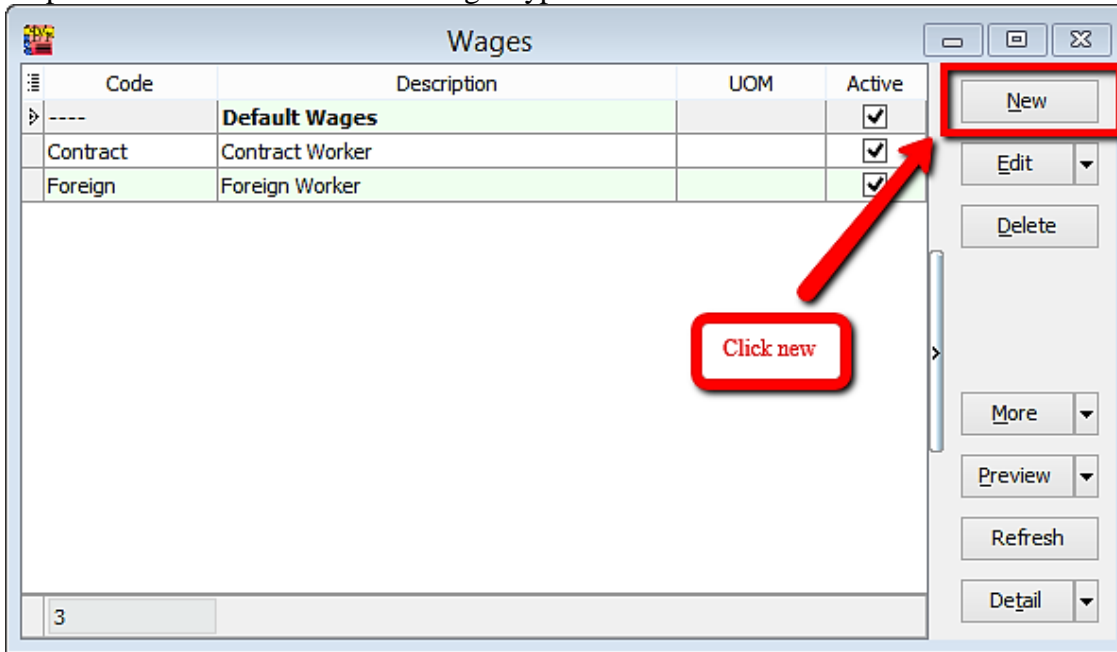 Wages
Code Description UOM Active
---- Default Wages
Contract Contract Worker
Foreign Foreign Worker
3
Click new
New
Edit
Delete
More
Preview
Refresh
Detail